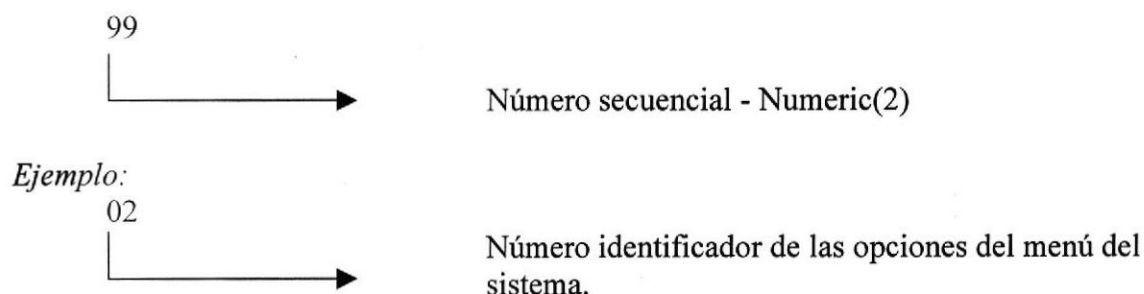 99
Número secuencial - Numeric(2)
Ejemplo:
02
Número identificador de las opciones del menú del
sistema.